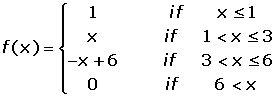 f(x) = { 1 if x ≤ 1
x if 1 < x ≤ 3
−x + 6 if 3 < x ≤ 6
0 if 6 < x